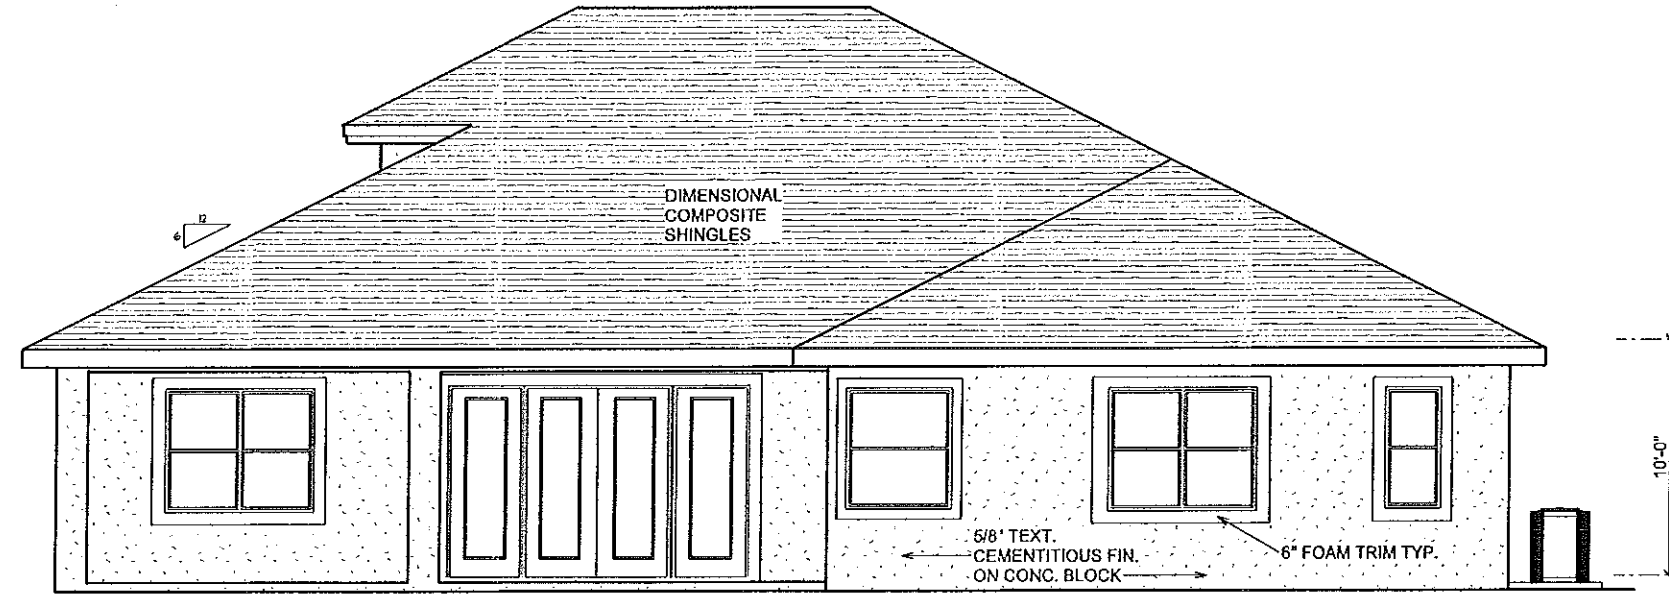 DIMENSIONAL
COMPOSITE
SHINGLES
12
6
10'-0"
5/8" TEXT.
CEMENTITIOUS FIN.
ON CONC. BLOCK
6" FOAM TRIM TYP.